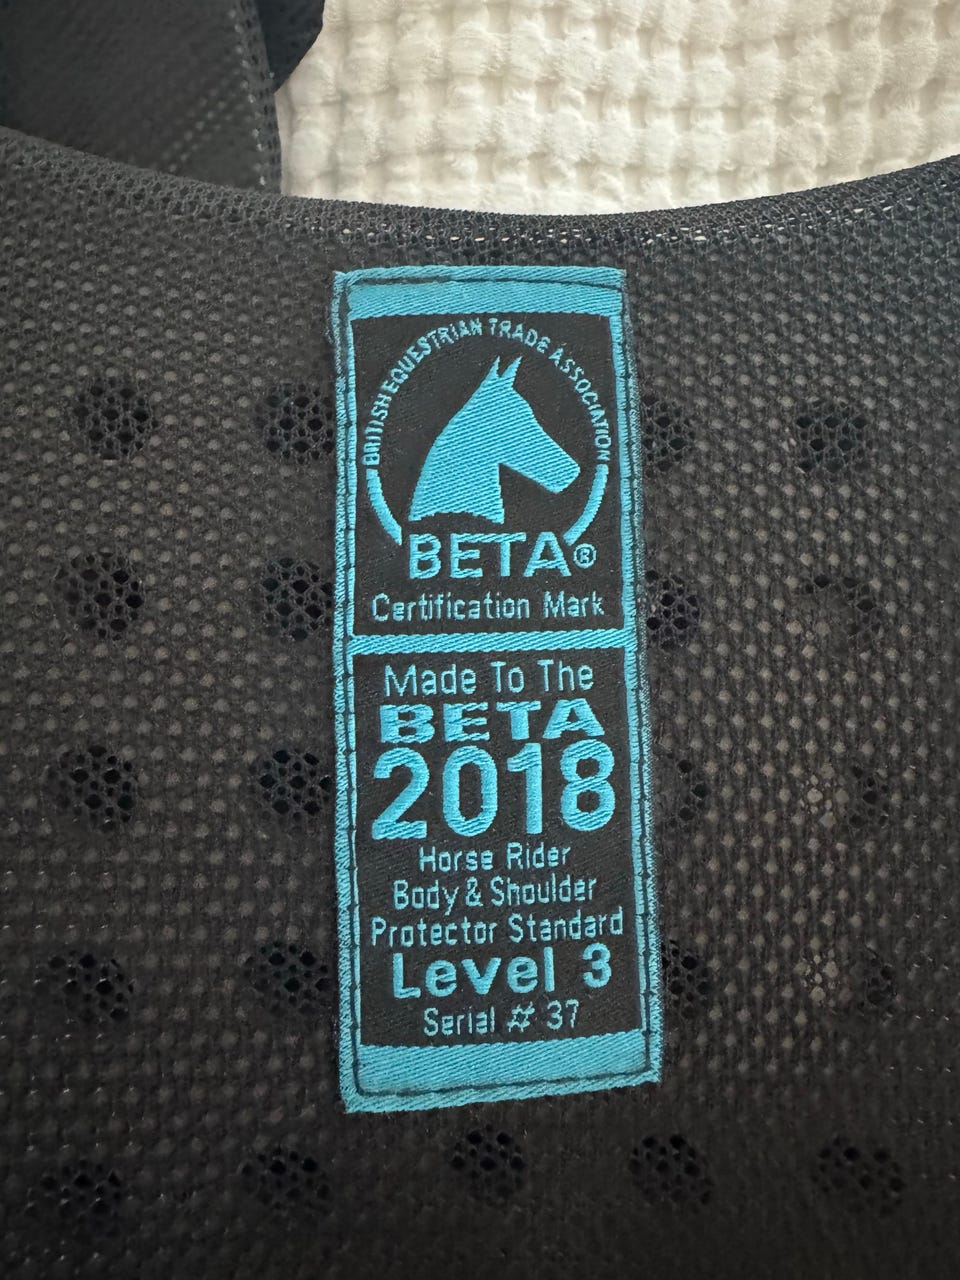 BRITISH EQUESTRIAN TRADE ASSOCIATION
BETA®
Certification Mark
Made To The
BETA
2018
Horse Rider
Body & Shoulder
Protector Standard
Level 3
Serial # 37